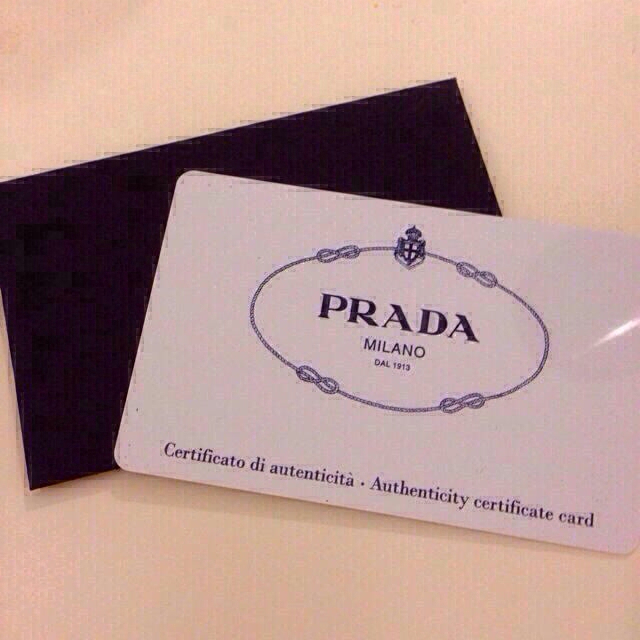 PRADA
MILANO
DAL 1913
Certificato di autenticità · Authenticity certificate card